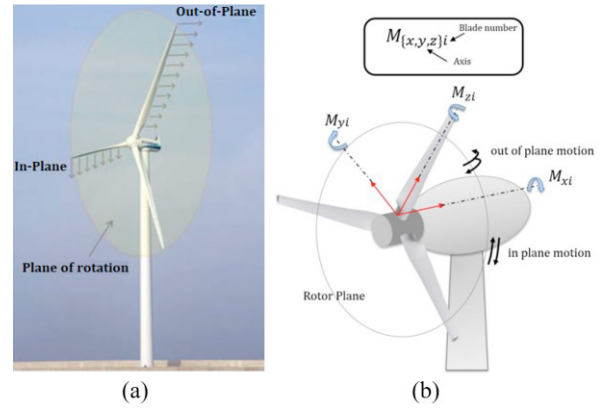 Out-of-Plane
In-Plane
Plane of rotation
(a)
M{x,y,z}i
Blade number
Axis
Mzi
Myi
out of plane motion
Mxi
in plane motion
Rotor Plane
(b)